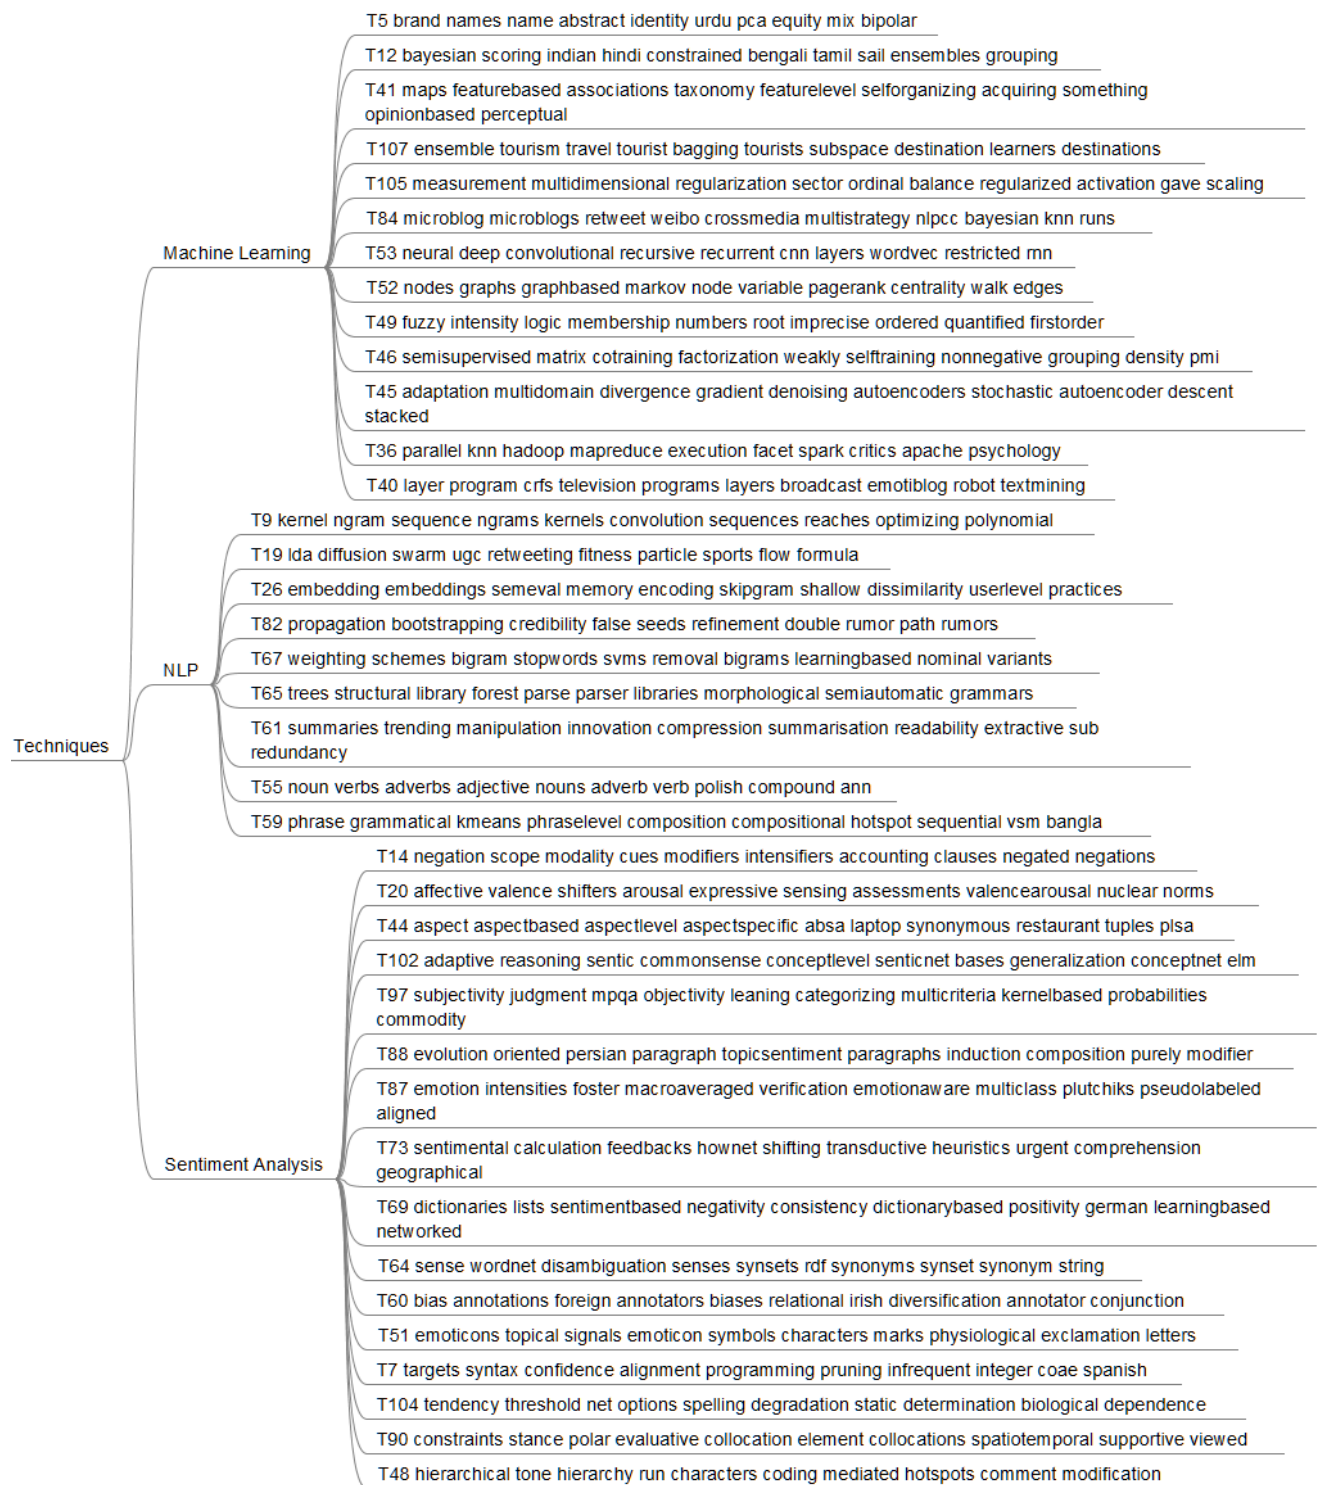 T5 brand names name abstract identity urdu pca equity mix bipolar
T12 bayesian scoring indian hindi constrained bengali tamil sail ensembles grouping
T41 maps featurebased associations taxonomy featurelevel selforganizing acquiring something
opinionbased perceptual
T107 ensemble tourism travel tourist bagging tourists subspace destination learners destinations
T105 measurement multidimensional regularization sector ordinal balance regularized activation gave scaling
T84 microblog microblogs retweet weibo crossmedia multistrategy nlpcc bayesian knn runs
Machine Learning
T53 neural deep convolutional recursive recurrent cnn layers wordvec restricted rnn
T52 nodes graphs graphbased markov node variable pagerank centrality walk edges
T49 fuzzy intensity logic membership numbers root imprecise ordered quantified firstorder
T46 semisupervised matrix cotraining factorization weakly selftraining nonnegative grouping density pmi
T45 adaptation multidomain divergence gradient denoising autoencoders stochastic autoencoder descent
stacked
T36 parallel knn hadoop mapreduce execution facet spark critics apache psychology
T40 layer program crfs television programs layers broadcast emotiblog robot textmining
T9 kernel ngram sequence ngrams kernels convolution sequences reaches optimizing polynomial
T19 lda diffusion swarm ugc retweeting fitness particle sports flow formula
T26 embedding embeddings semeval memory encoding skipgram shallow dissimilarity userlevel practices
T82 propagation bootstrapping credibility false seeds refinement double rumor path rumors
T67 weighting schemes bigram stopwords svms removal bigrams learningbased nominal variants
NLP
T65 trees structural library forest parse parser libraries morphological semiautomatic grammars
T61 summaries trending manipulation innovation compression summarisation readability extractive sub
redundancy
Techniques
T55 noun verbs adverbs adjective nouns adverb verb polish compound ann
T59 phrase grammatical kmeans phraselevel composition compositional hotspot sequential vsm bangla
T14 negation scope modality cues modifiers intensifiers accounting clauses negated negations
T20 affective valence shifters arousal expressive sensing assessments valencearousal nuclear norms
T44 aspect aspectbased aspectlevel aspectspecific absa laptop synonymous restaurant tuples plsa
T102 adaptive reasoning sentic commonsense conceptlevel senticnet bases generalization conceptnet elm
T97 subjectivity judgment mpqa objectivity leaning categorizing multicriteria kernelbased probabilities
commodity
T88 evolution oriented persian paragraph topicsentiment paragraphs induction composition purely modifier
T87 emotion intensities foster macroaveraged verification emotionaware multiclass plutchiks pseudolabeled
aligned
T73 sentimental calculation feedbacks hownet shifting transductive heuristics urgent comprehension
geographical
Sentiment Analysis
T69 dictionaries lists sentimentbased negativity consistency dictionarybased positivity german learningbased
networked
T64 sense wordnet disambiguation senses synsets rdf synonyms synset synonym string
T60 bias annotations foreign annotators biases relational irish diversification annotator conjunction
T51 emoticons topical signals emoticon symbols characters marks physiological exclamation letters
T7 targets syntax confidence alignment programming pruning infrequent integer coae spanish
T104 tendency threshold net options spelling degradation static determination biological dependence
T90 constraints stance polar evaluative collocation element collocations spatiotemporal supportive viewed
T48 hierarchical tone hierarchy run characters coding mediated hotspots comment modification